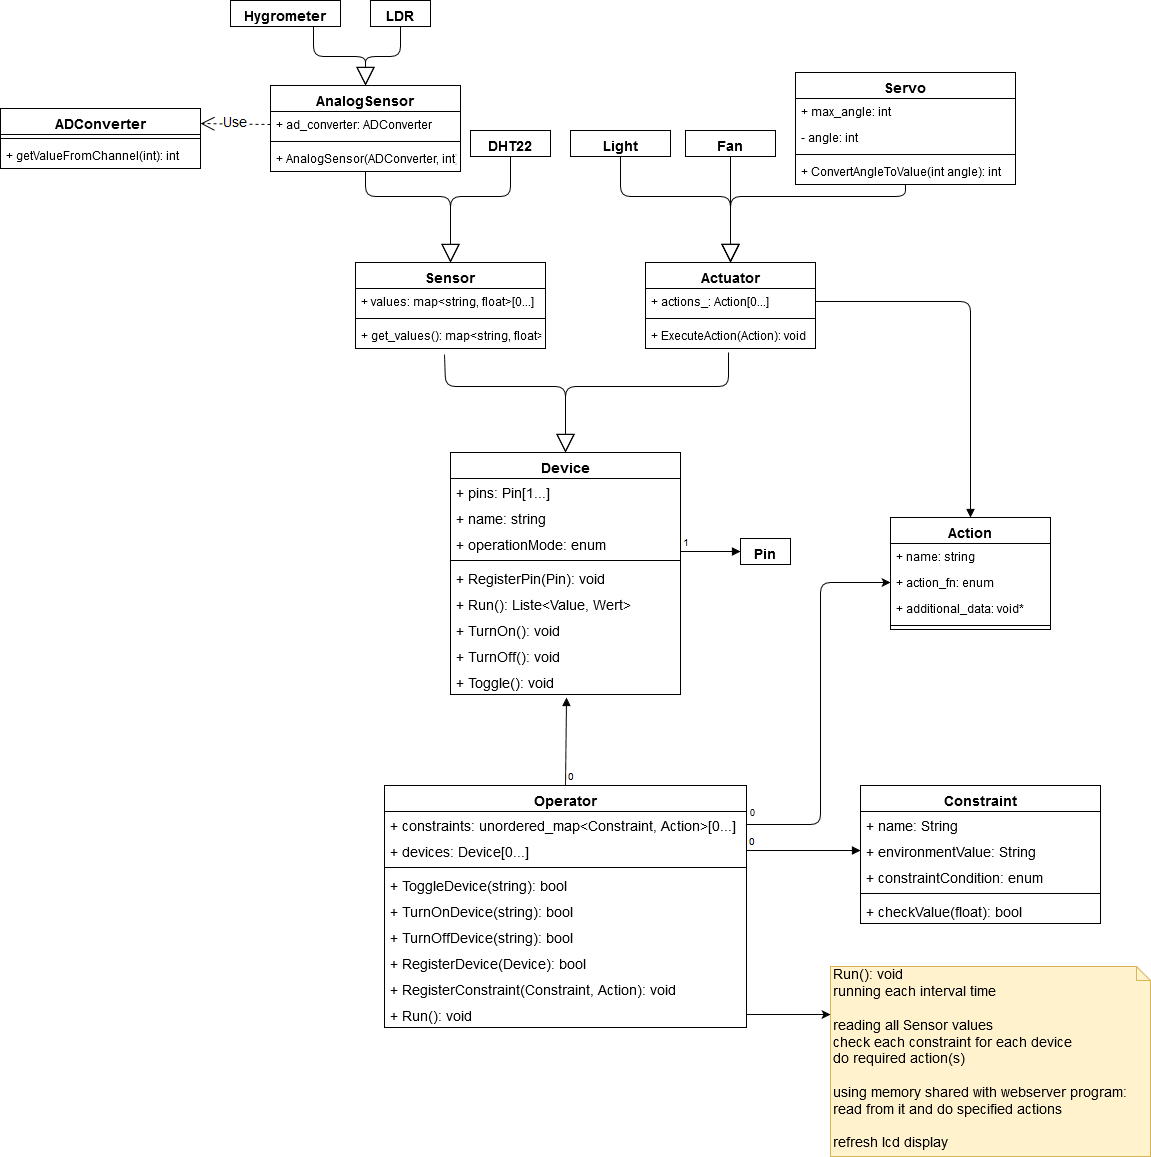 Hygrometer
LDR
AnalogSensor
+ ad_converter: ADConverter
+ AnalogSensor(ADConverter, int
Use
ADConverter
+ getValueFromChannel(int): int
DHT22
Light
Fan
Servo
+ max_angle: int
- angle: int
+ ConvertAngleToValue(int angle): int
Sensor
+ values: map<string, float>[0...]
+ get_values(): map<string, float>
Actuator
+ actions_: Action[0...]
+ ExecuteAction(Action): void
Device
+ pins: Pin[1...]
+ name: string
+ operationMode: enum
+ RegisterPin(Pin): void
+ Run(): Liste<Value, Wert>
+ TurnOn(): void
+ TurnOff(): void
+ Toggle(): void
1
Pin
Action
+ name: string
+ action_fn: enum
+ additional_data: void*
0
Operator
+ constraints: unordered_map<Constraint, Action>[0...]
+ devices: Device[0...]
+ ToggleDevice(string): bool
+ TurnOnDevice(string): bool
+ TurnOffDevice(string): bool
+ RegisterDevice(Device): bool
+ RegisterConstraint(Constraint, Action): void
+ Run(): void
0
0
Constraint
+ name: String
+ environmentValue: String
+ constraintCondition: enum
+ checkValue(float): bool
Run(): void
running each interval time
reading all Sensor values
check each constraint for each device
do required action(s)
using memory shared with webserver program:
read from it and do specified actions
refresh lcd display